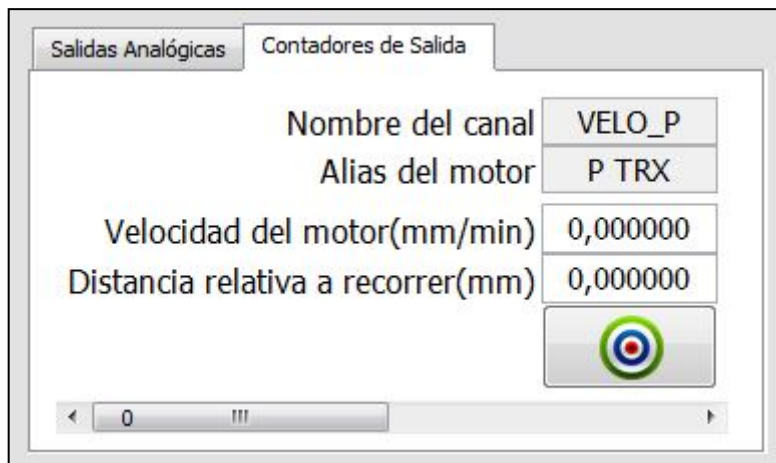 Salidas Analógicas
Contadores de Salida
Nombre del canal VELO_P
Alias del motor P TRX
Velocidad del motor(mm/min) 0,000000
Distancia relativa a recorrer(mm) 0,000000
0